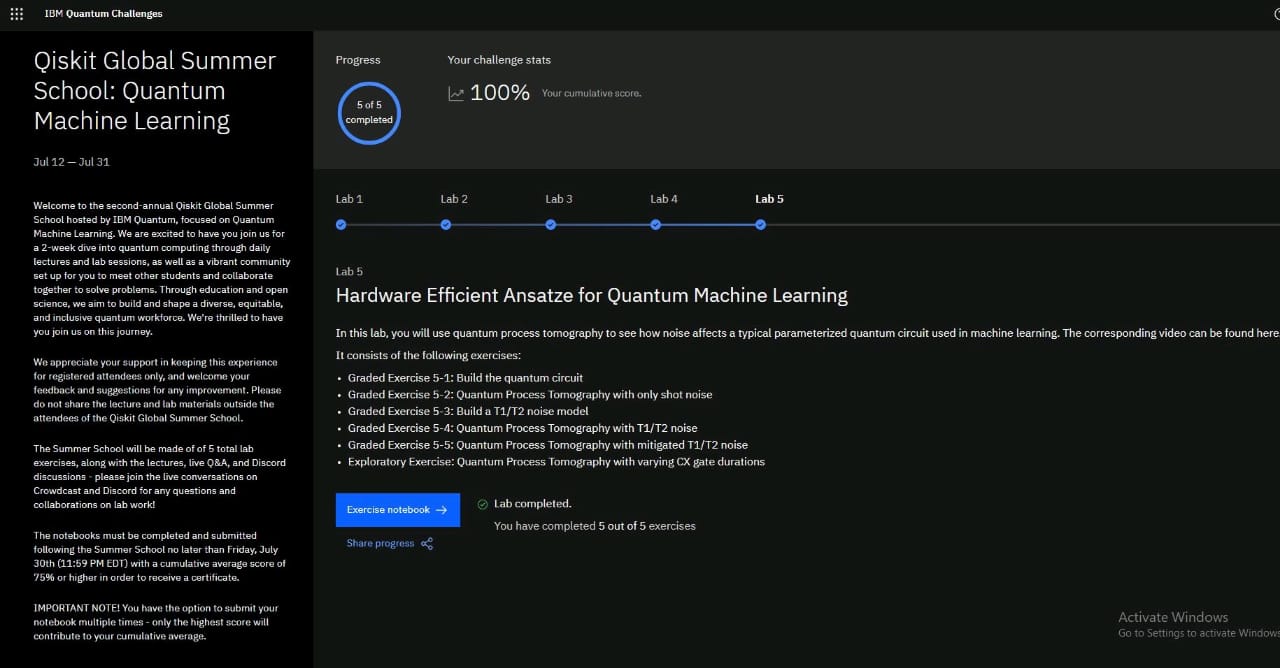 IBM Quantum Challenges
Qiskit Global Summer
School: Quantum
Machine Learning
Jul 12 — Jul 31
Welcome to the second-annual Qiskit Global Summer
School hosted by IBM Quantum, focused on Quantum
Machine Learning. We are excited to have you join us for
a 2-week dive into quantum computing through daily
lectures and lab sessions, as well as a vibrant community
set up for you to meet other students and collaborate
together to solve problems. Through education and open
science, we aim to build and shape a diverse, equitable,
and inclusive quantum workforce. We're thrilled to have
you join us on this journey.
We appreciate your support in keeping this experience
for registered attendees only, and welcome your
feedback and suggestions for any improvement. Please
do not share the lecture and lab materials outside the
attendees of the Qiskit Global Summer School.
The Summer School will be made of of 5 total lab
exercises, along with the lectures, live Q&A, and Discord
discussions - please join the live conversations on
Crowdcast and Discord for any questions and
collaborations on lab work!
The notebooks must be completed and submitted
following the Summer School no later than Friday, July
30th (11:59 PM EDT) with a cumulative average score of
75% or higher in order to receive a certificate.
IMPORTANT NOTE! You have the option to submit your
notebook multiple times - only the highest score will
contribute to your cumulative average.
Progress
5 of 5
completed
Your challenge stats
100% Your cumulative score.
Lab 1 Lab 2 Lab 3 Lab 4 Lab 5
Lab 5
Hardware Efficient Ansatze for Quantum Machine Learning
In this lab, you will use quantum process tomography to see how noise affects a typical parameterized quantum circuit used in machine learning. The corresponding video can be found here
It consists of the following exercises:
• Graded Exercise 5-1: Build the quantum circuit
• Graded Exercise 5-2: Quantum Process Tomography with only shot noise
• Graded Exercise 5-3: Build a T1/T2 noise model
• Graded Exercise 5-4: Quantum Process Tomography with T1/T2 noise
• Graded Exercise 5-5: Quantum Process Tomography with mitigated T1/T2 noise
• Exploratory Exercise: Quantum Process Tomography with varying CX gate durations
Exercise notebook →
Lab completed.
You have completed 5 out of 5 exercises
Share progress
Activate Windows
Go to Settings to activate Windows